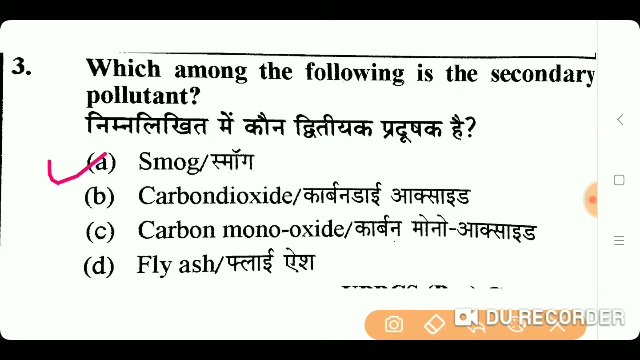 3. Which among the following is the secondary
pollutant?
निम्नलिखित में कौन द्वितीयक प्रदूषक है?
(a) Smog/स्मॉग
(b) Carbondioxide/कार्बनडाई आक्साइड
(c) Carbon mono-oxide/कार्बन मोनो-आक्साइड
(d) Fly ash/फ्लाई ऐश
DU RECORDER